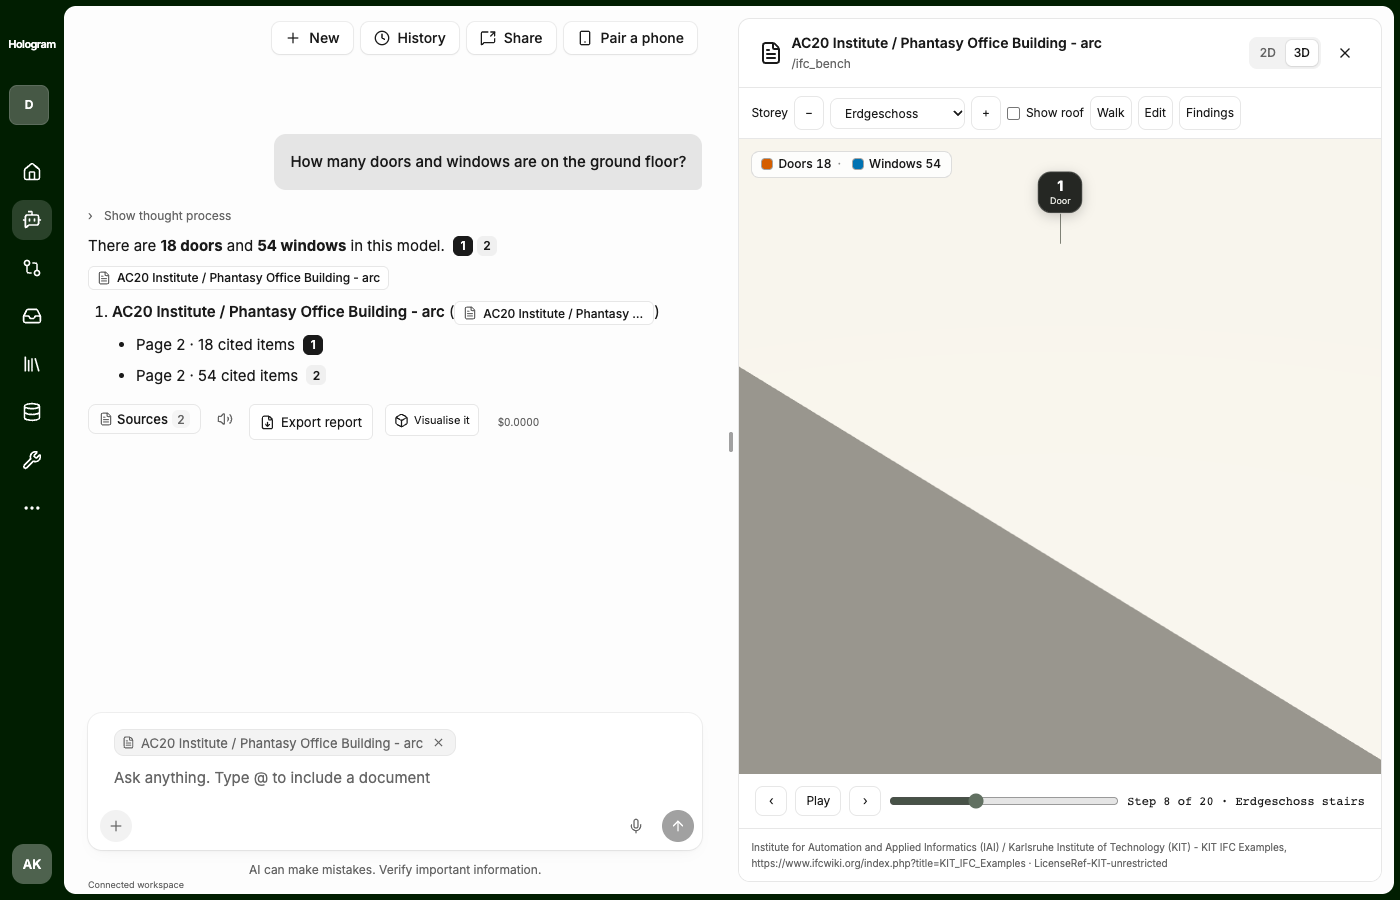 Hologram
D
AK
New
History
Share
Pair a phone
How many doors and windows are on the ground floor?
Show thought process
There are 18 doors and 54 windows in this model. 1 2
AC20 Institute / Phantasy Office Building - arc
1. AC20 Institute / Phantasy Office Building - arc (AC20 Institute / Phantasy ...)
• Page 2 · 18 cited items 1
• Page 2 · 54 cited items 2
Sources 2
Export report
Visualise it
$0.0000
AC20 Institute / Phantasy Office Building - arc
Ask anything. Type @ to include a document
AI can make mistakes. Verify important information.
Connected workspace
AC20 Institute / Phantasy Office Building - arc
/ifc_bench
2D 3D
Storey − Erdgeschoss + Show roof Walk Edit Findings
Doors 18 · Windows 54
1
Door
‹ Play › Step 8 of 20 · Erdgeschoss stairs
Institute for Automation and Applied Informatics (IAI) / Karlsruhe Institute of Technology (KIT) - KIT IFC Examples,
https://www.ifcwiki.org/index.php?title=KIT_IFC_Examples · LicenseRef-KIT-unrestricted